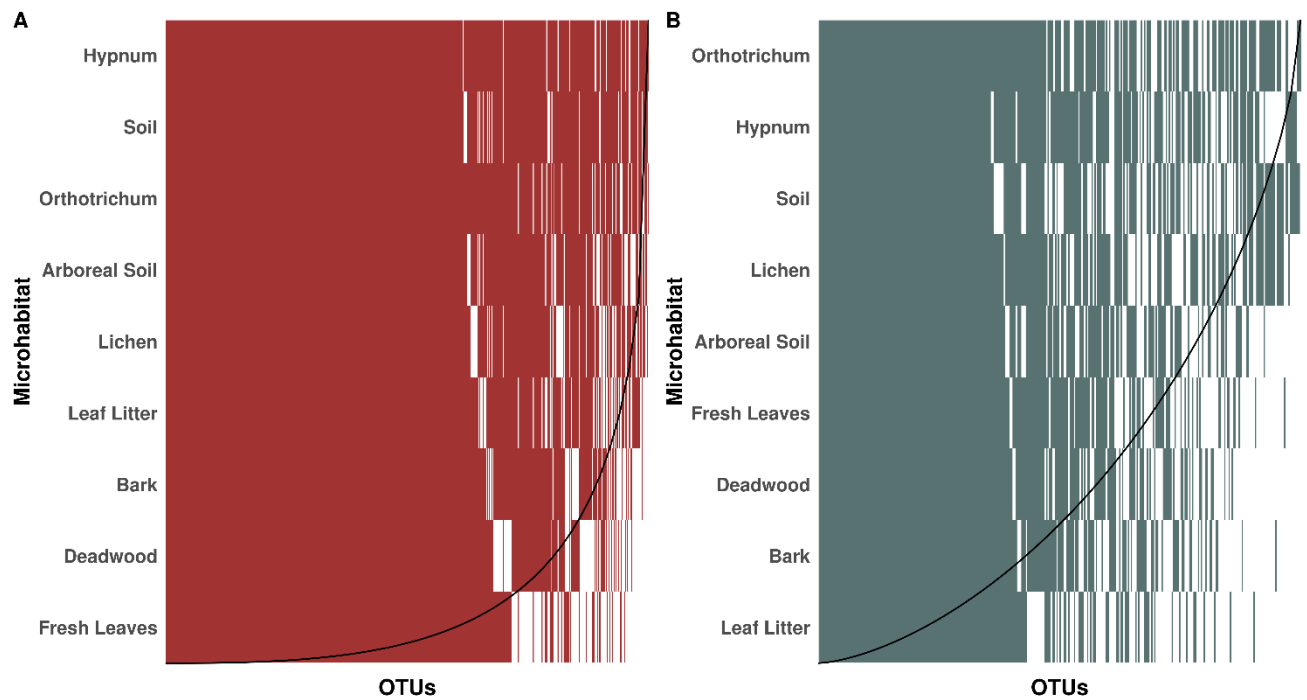 A
Hypnum
Soil
Orthotrichum
Arboreal Soil
Lichen
Leaf Litter
Bark
Deadwood
Fresh Leaves
Microhabitat
OTUs
B
Orthotrichum
Hypnum
Soil
Lichen
Arboreal Soil
Fresh Leaves
Deadwood
Bark
Leaf Litter
Microhabitat
OTUs